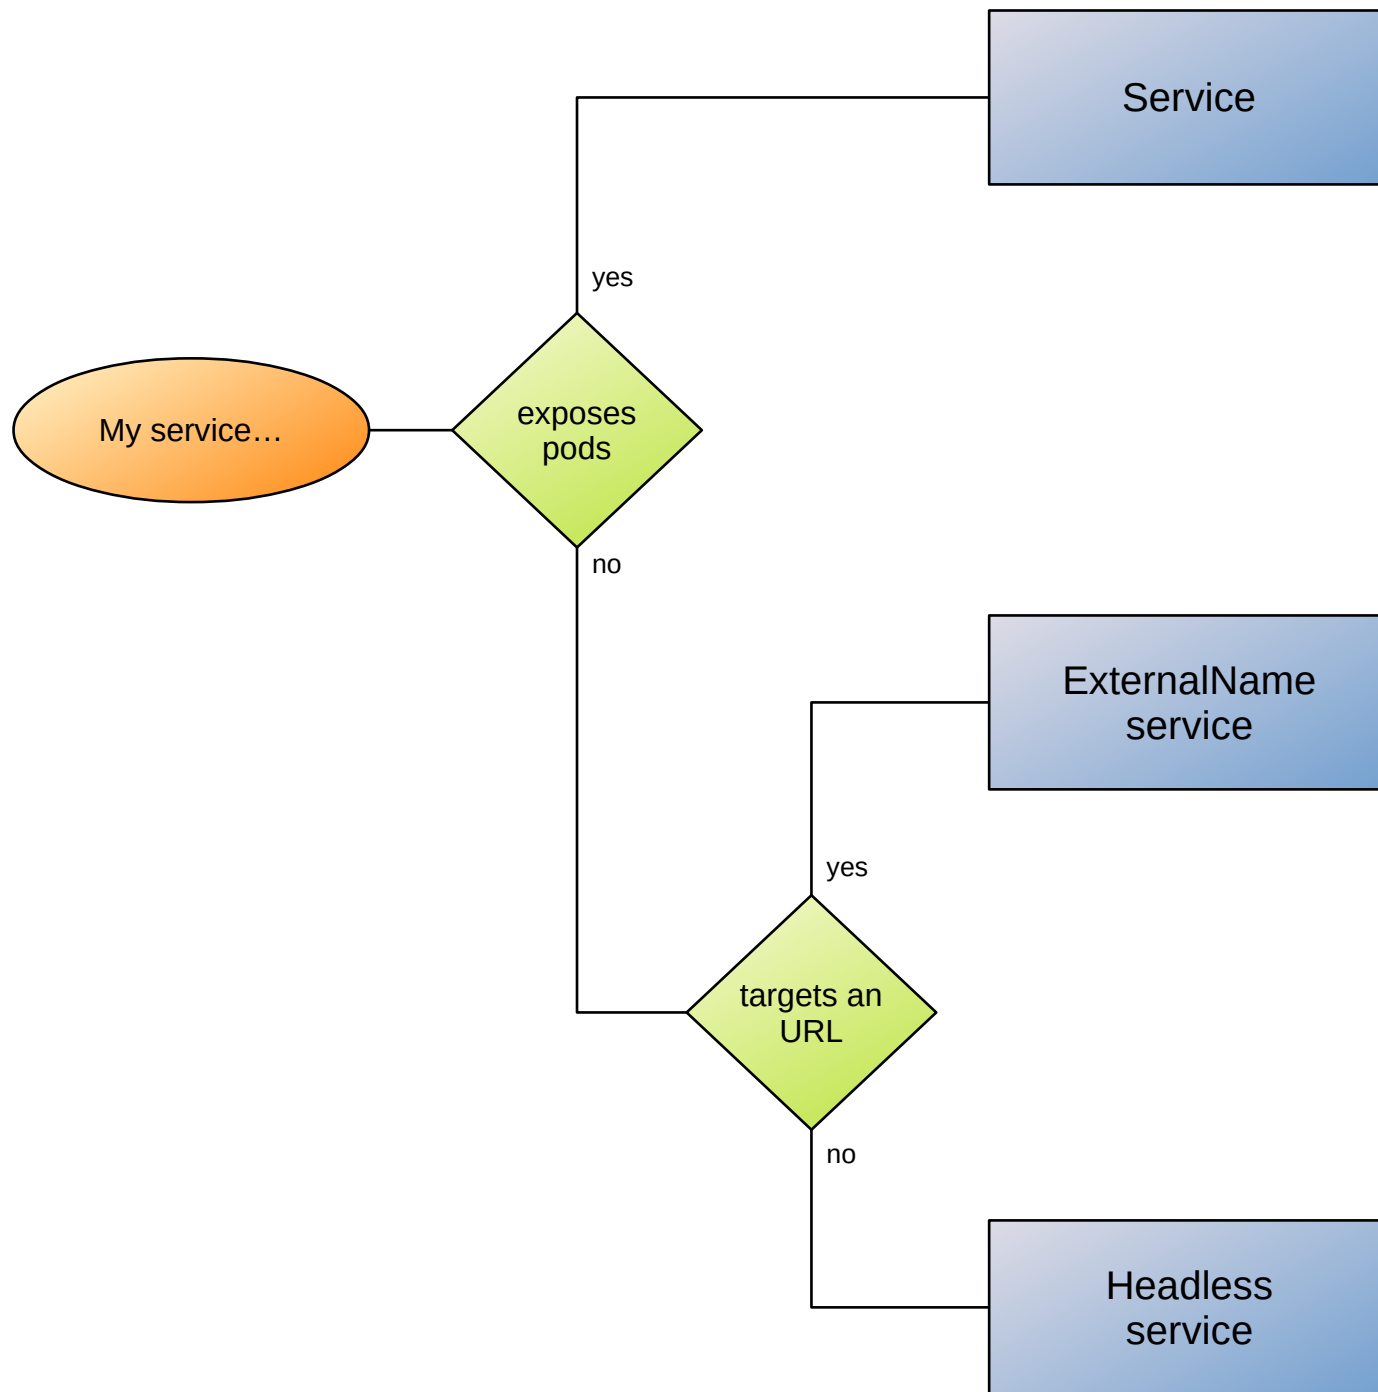 Service
yes
My service…
exposes
pods
no
ExternalName
service
yes
targets an
URL
no
Headless
service